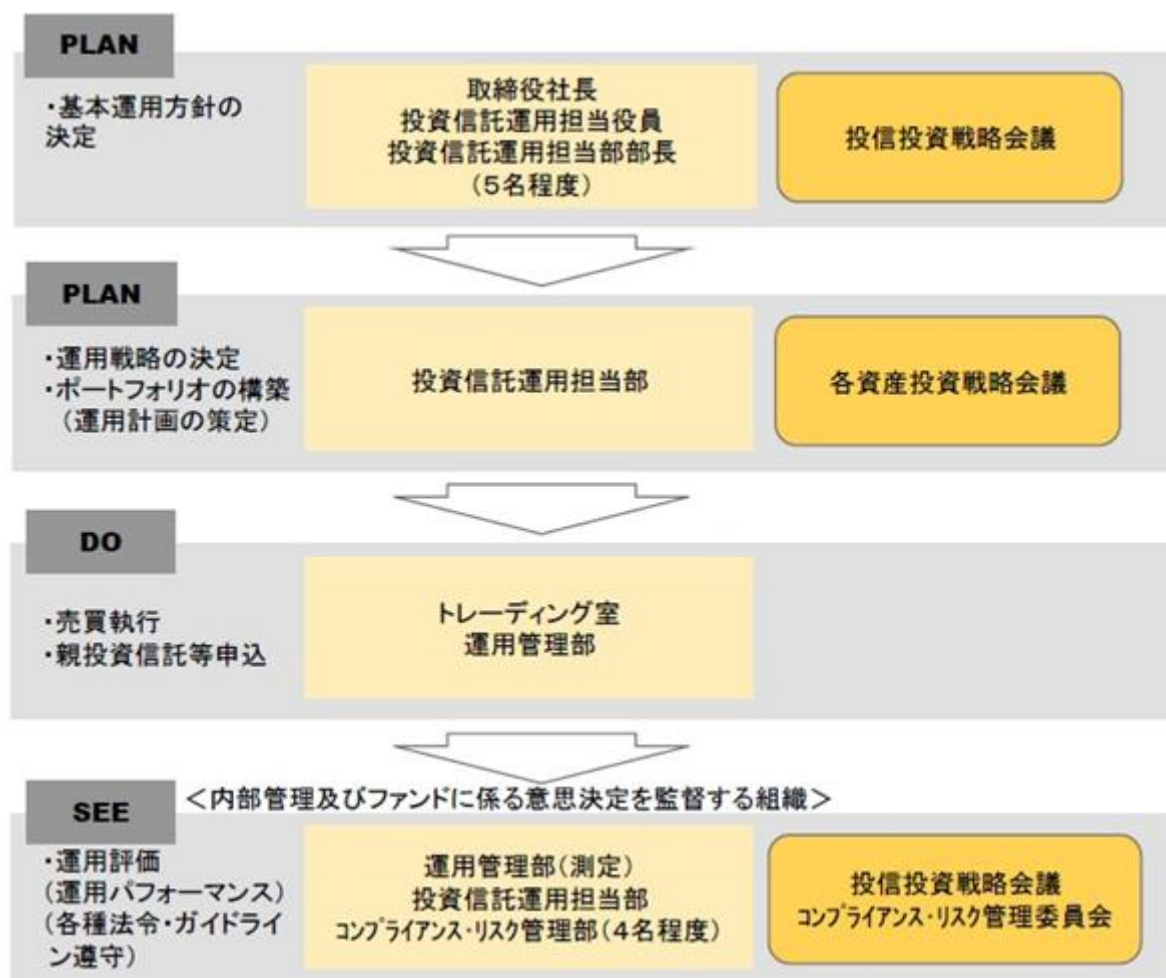 PLAN
・基本運用方針の
決定
取締役社長
投資信託運用担当役員
投資信託運用担当部部長
(5名程度)
投信投資戦略会議
PLAN
・運用戦略の決定
・ポートフォリオの構築
(運用計画の策定)
投資信託運用担当部
各資産投資戦略会議
DO
・売買執行
・親投資信託等申込
トレーディング室
運用管理部
SEE
<内部管理及びファンドに係る意思決定を監督する組織>
・運用評価
(運用パフォーマンス)
(各種法令・ガイドライ
ン遵守)
運用管理部(測定)
投資信託運用担当部
コンプライアンス・リスク管理部(4名程度)
投信投資戦略会議
コンプライアンス・リスク管理委員会